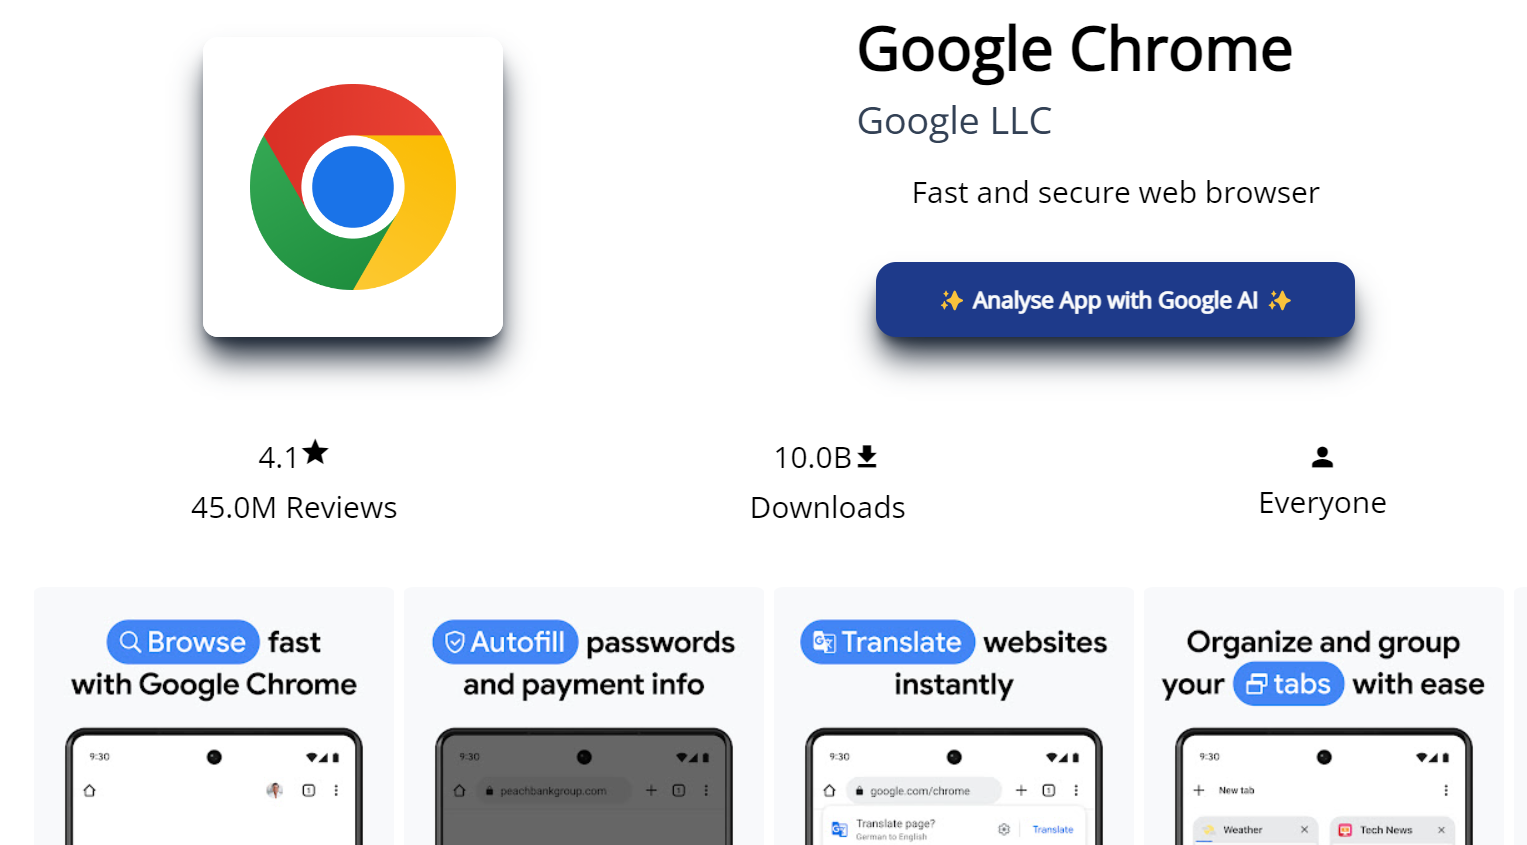 Google Chrome
Google LLC
Fast and secure web browser
✨ Analyse App with Google AI ✨
4.1★
45.0M Reviews
10.0B
Downloads
Everyone
Browse fast
with Google Chrome
9:30
1
Autofill passwords
and payment info
9:30
peachbankgroup.com
1
Translate websites
instantly
9:30
google.com/chrome
1
Translate page?
German to English
Translate
Organize and group
your tabs with ease
9:30
New tab
Weather
Tech News